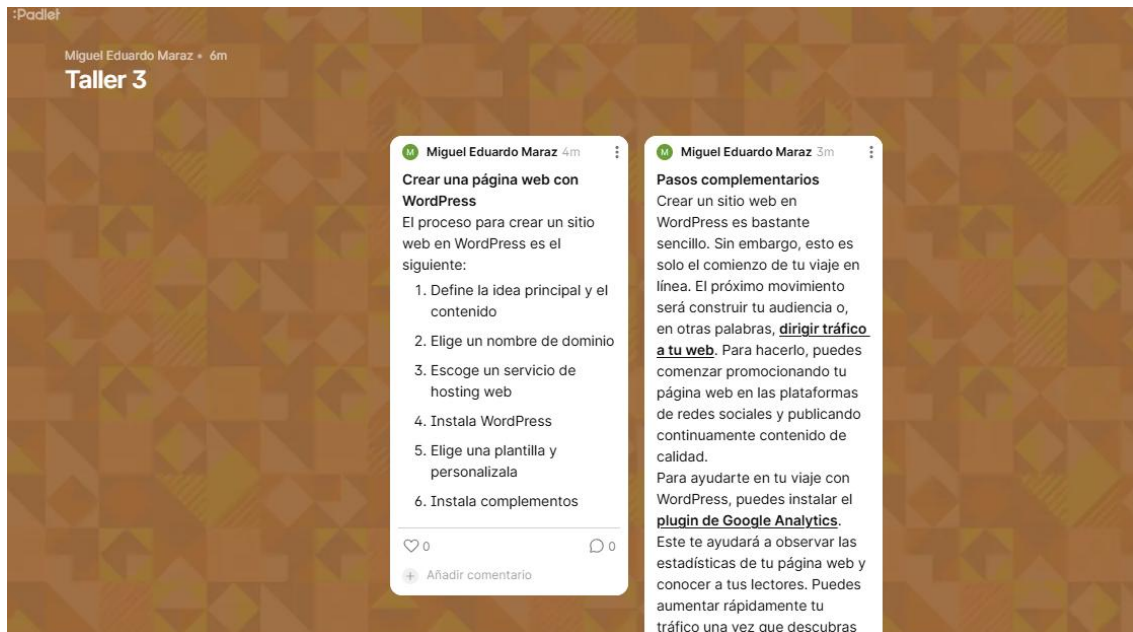 :Padlet
Miguel Eduardo Maraz • 6m
Taller 3
M Miguel Eduardo Maraz 4m
Crear una página web con
WordPress
El proceso para crear un sitio
web en WordPress es el
siguiente:
1. Define la idea principal y el
contenido
2. Elige un nombre de dominio
3. Escoge un servicio de
hosting web
4. Instala WordPress
5. Elige una plantilla y
personalizala
6. Instala complementos
0
0
Añadir comentario
M Miguel Eduardo Maraz 3m
Pasos complementarios
Crear un sitio web en
WordPress es bastante
sencillo. Sin embargo, esto es
solo el comienzo de tu viaje en
línea. El próximo movimiento
será construir tu audiencia o,
en otras palabras, dirigir tráfico
a tu web. Para hacerlo, puedes
comenzar promocionando tu
página web en las plataformas
de redes sociales y publicando
continuamente contenido de
calidad.
Para ayudarte en tu viaje con
WordPress, puedes instalar el
plugin de Google Analytics.
Este te ayudará a observar las
estadísticas de tu página web y
conocer a tus lectores. Puedes
aumentar rápidamente tu
tráfico una vez que descubras